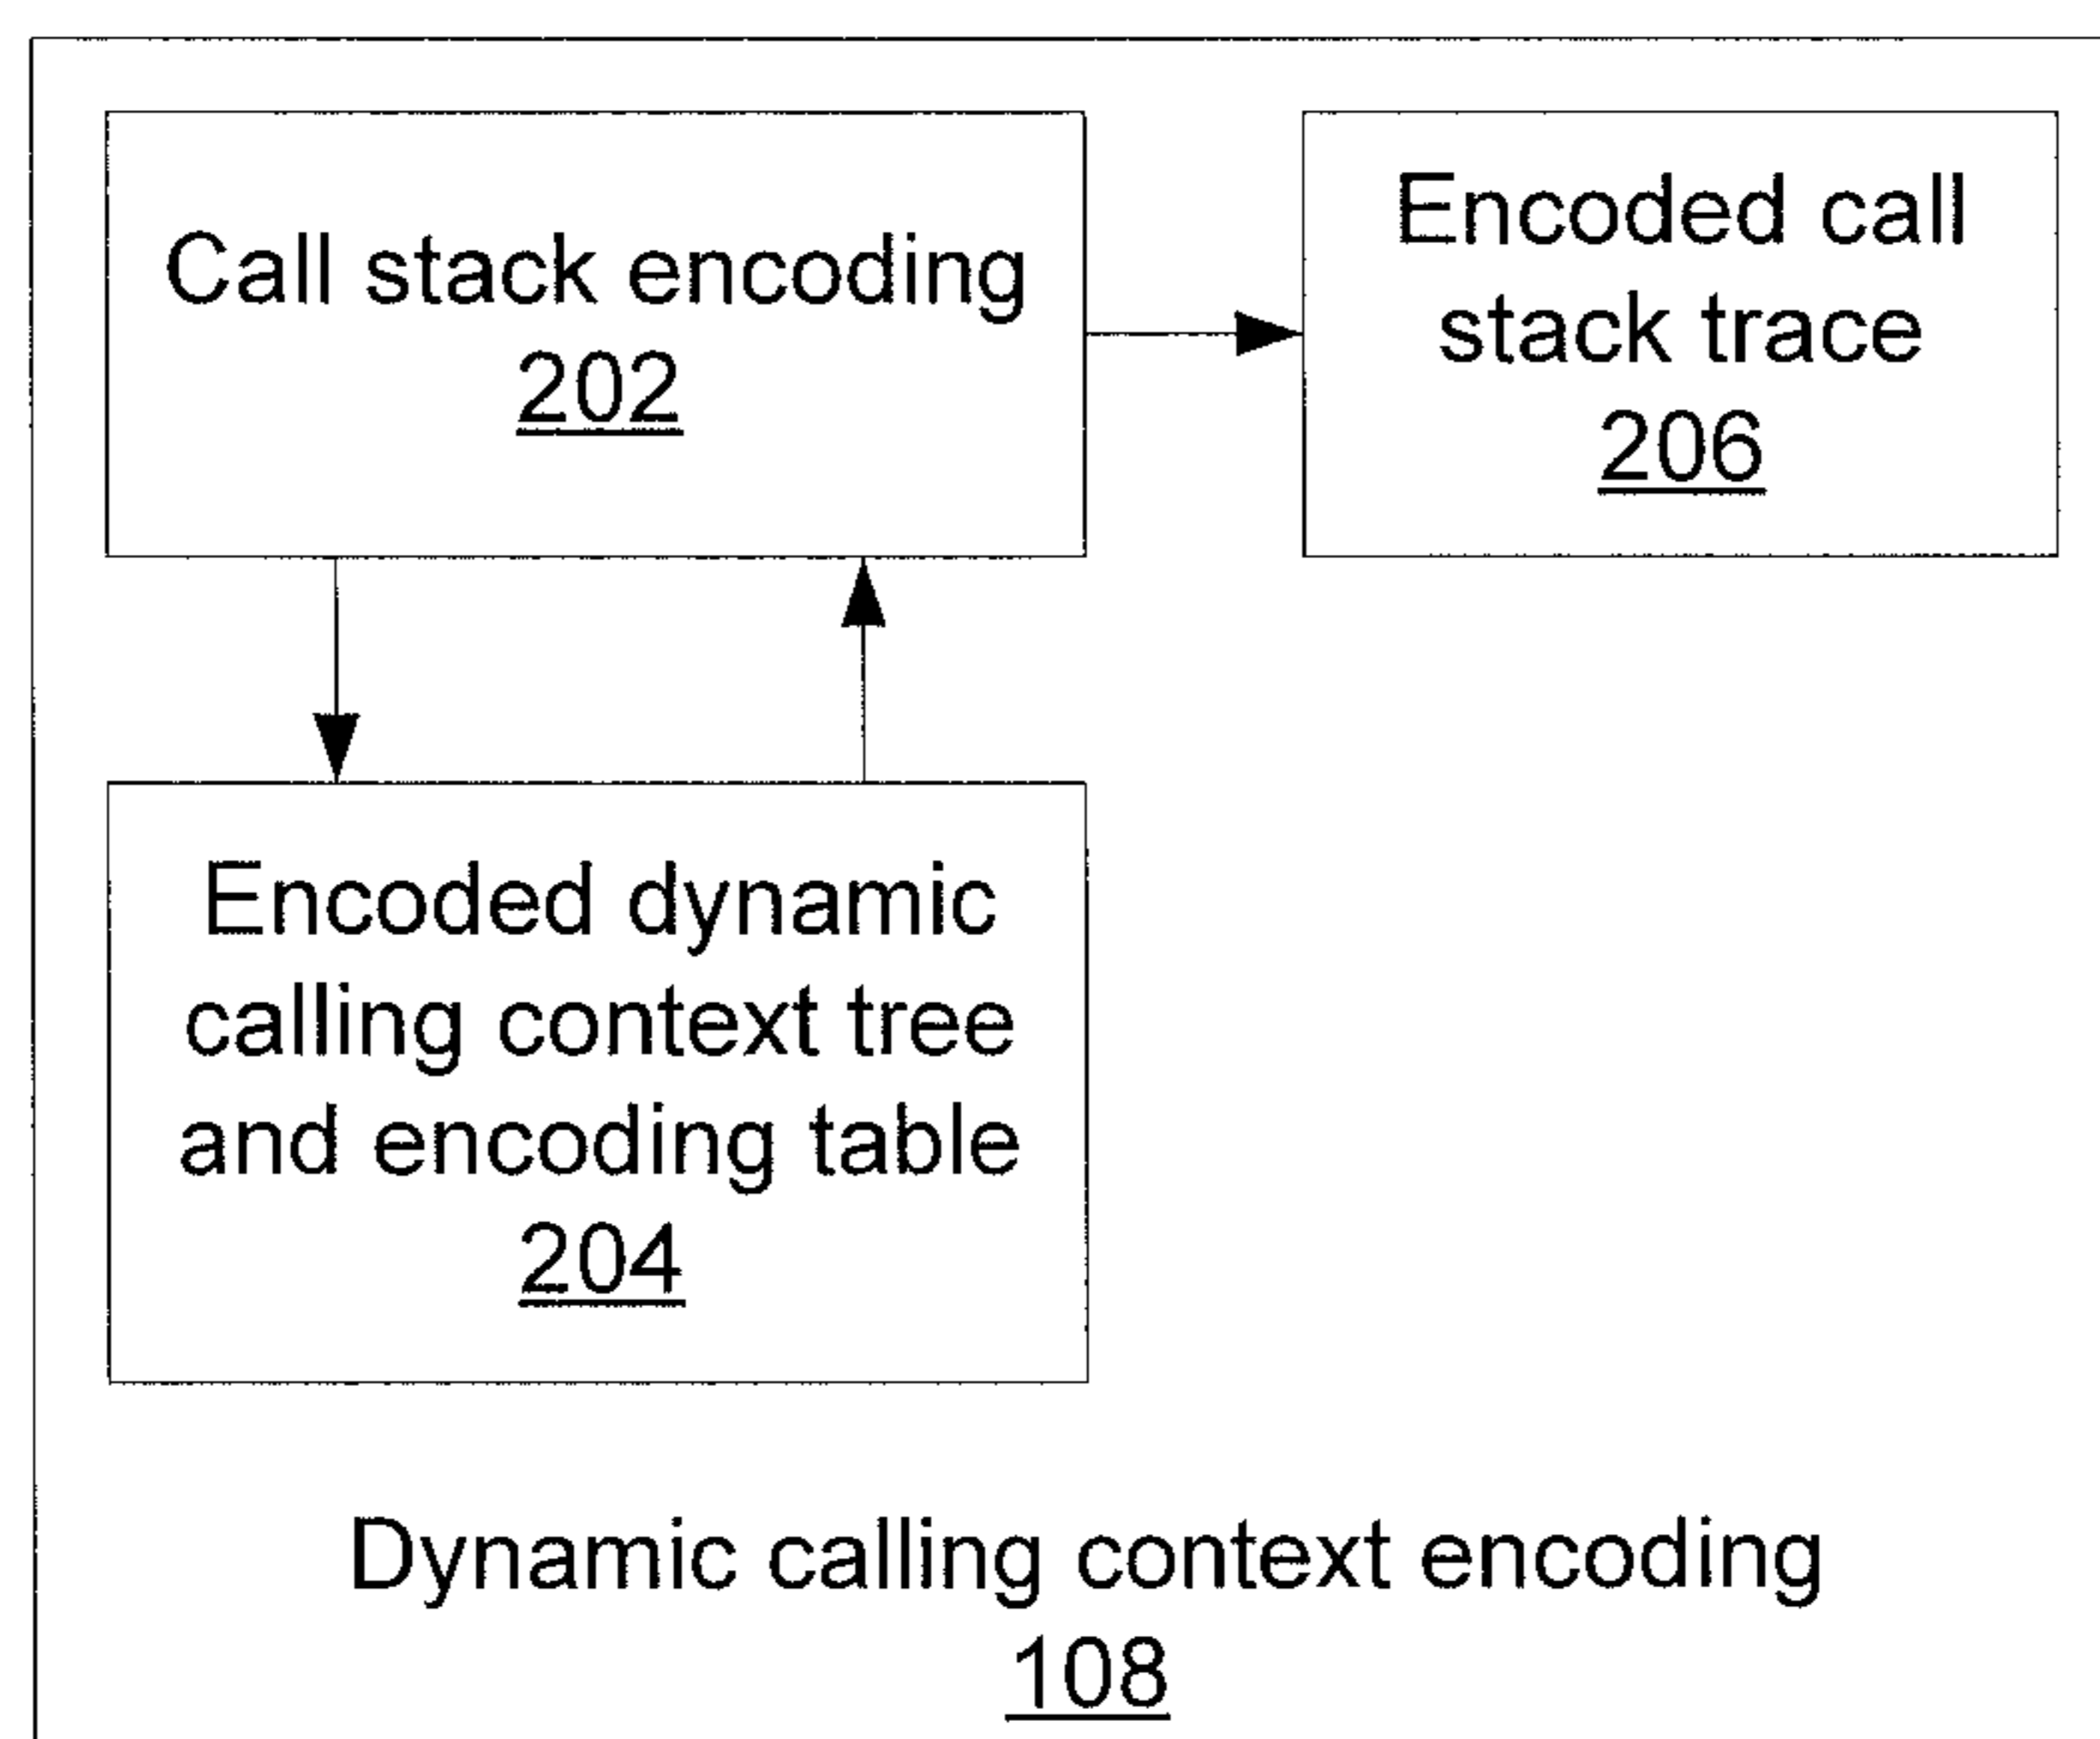 Call stack encoding
202
Encoded call
stack trace
206
Encoded dynamic
calling context tree
and encoding table
204
Dynamic calling context encoding
108